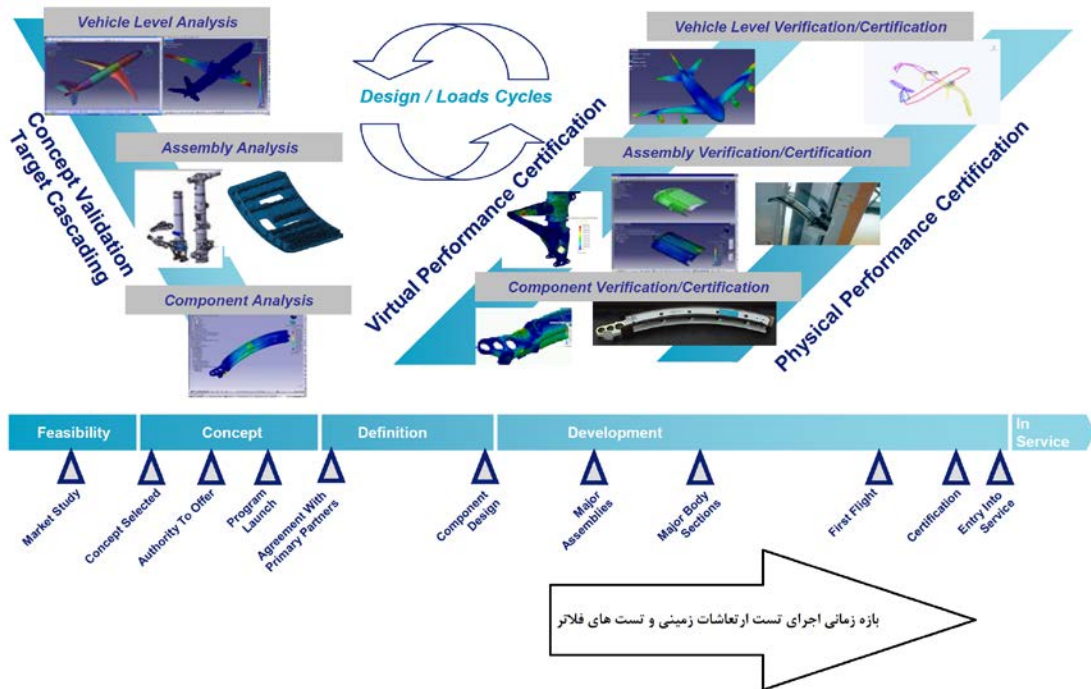 Vehicle Level Analysis
Vehicle Level Verification/Certification
Design / Loads Cycles
Concept Validation
Target Cascading
Assembly Analysis
Assembly Verification/Certification
Virtual Performance Certification
Physical Performance Certification
Component Analysis
Component Verification/Certification
Feasibility
Concept
Definition
Development
In
Service
Market Study
Concept Selected
Authority To Offer
Program
Launch
Agreement With
Primary Partners
Component
Design
Major
Assemblies
Major Body
Sections
First Flight
Certification
Entry Into
Service
بازه زمانی اجرای تست ارتعاشات زمینی و تست های فلاتر